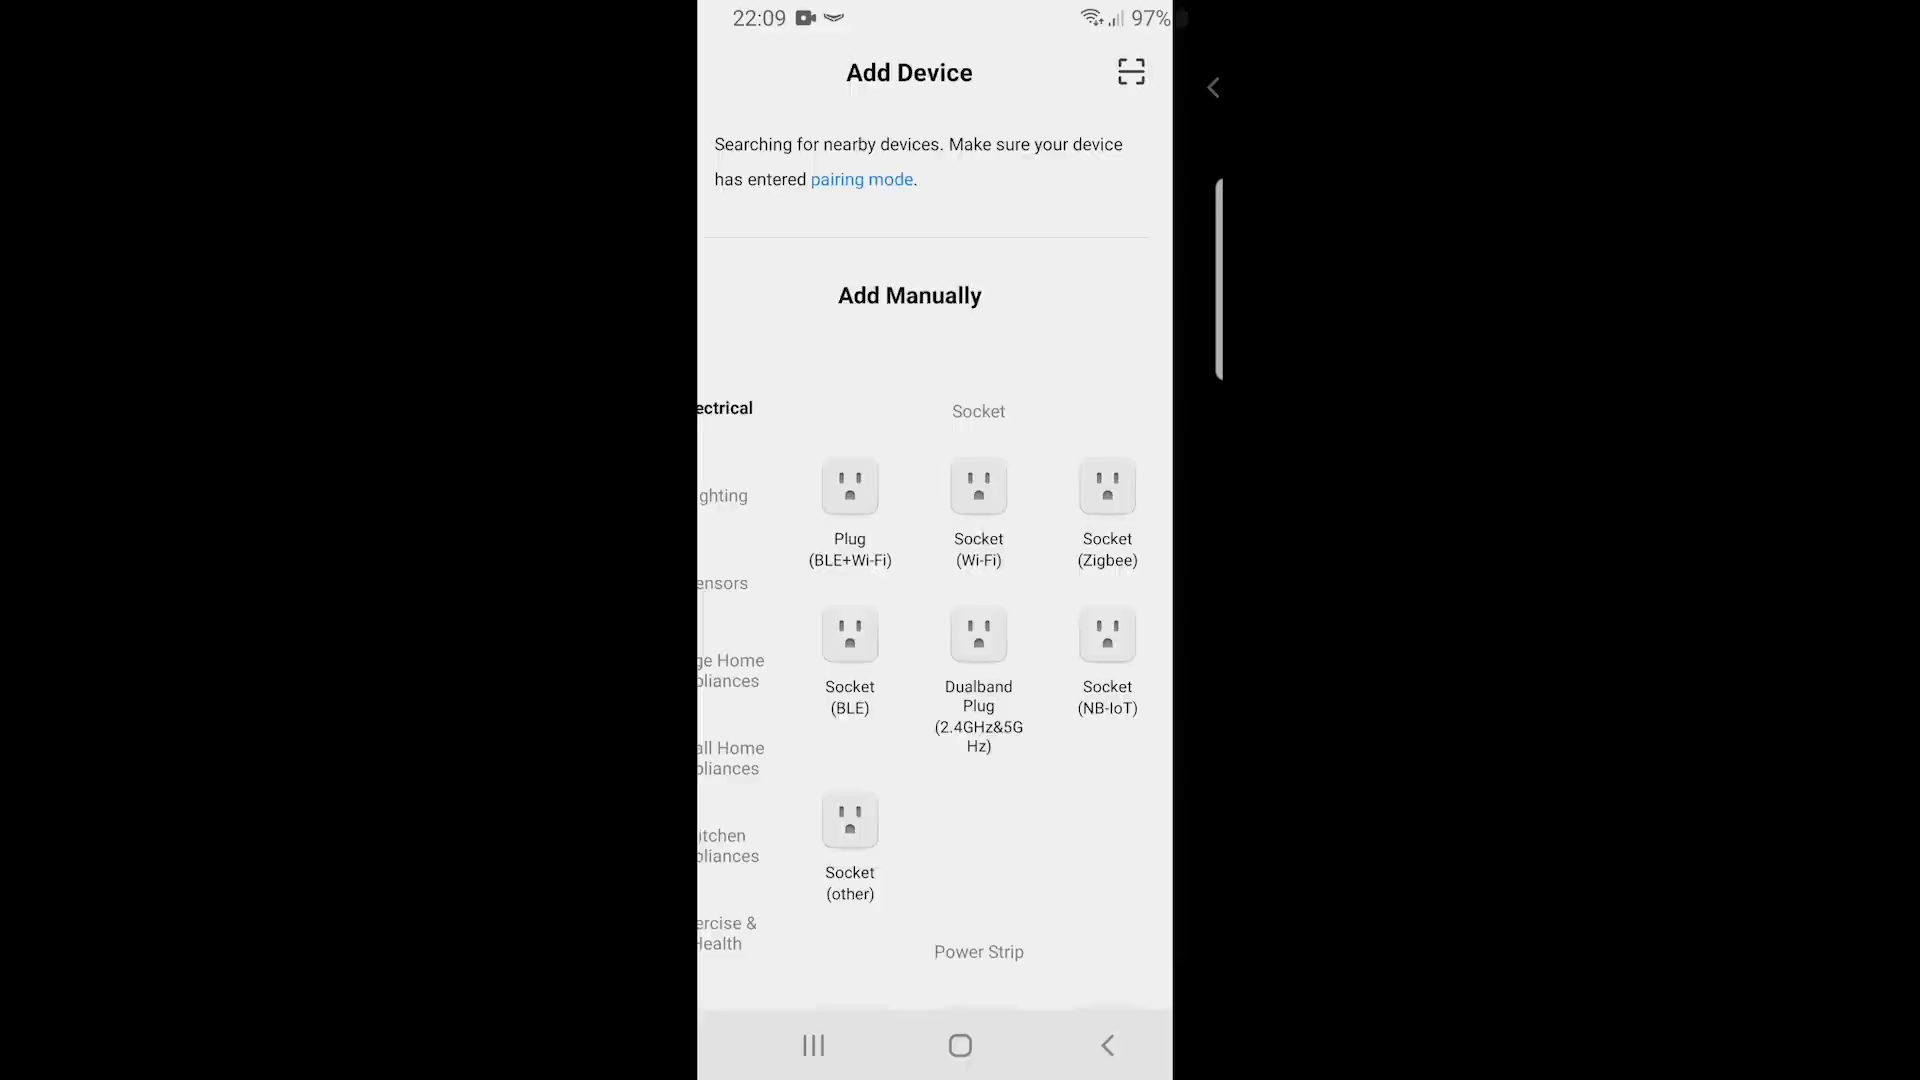 22:09
97%
Add Device
Searching for nearby devices. Make sure your device
has entered pairing mode.
Add Manually
ectrical
Socket
ghting
Plug
(BLE+Wi-Fi)
Socket
(Wi-Fi)
Socket
(Zigbee)
ensors
ge Home
pliances
Socket
(BLE)
Dualband
Plug
(2.4GHz&5G
Hz)
Socket
(NB-IoT)
all Home
pliances
itchen
pliances
Socket
(other)
ercise &
Health
Power Strip